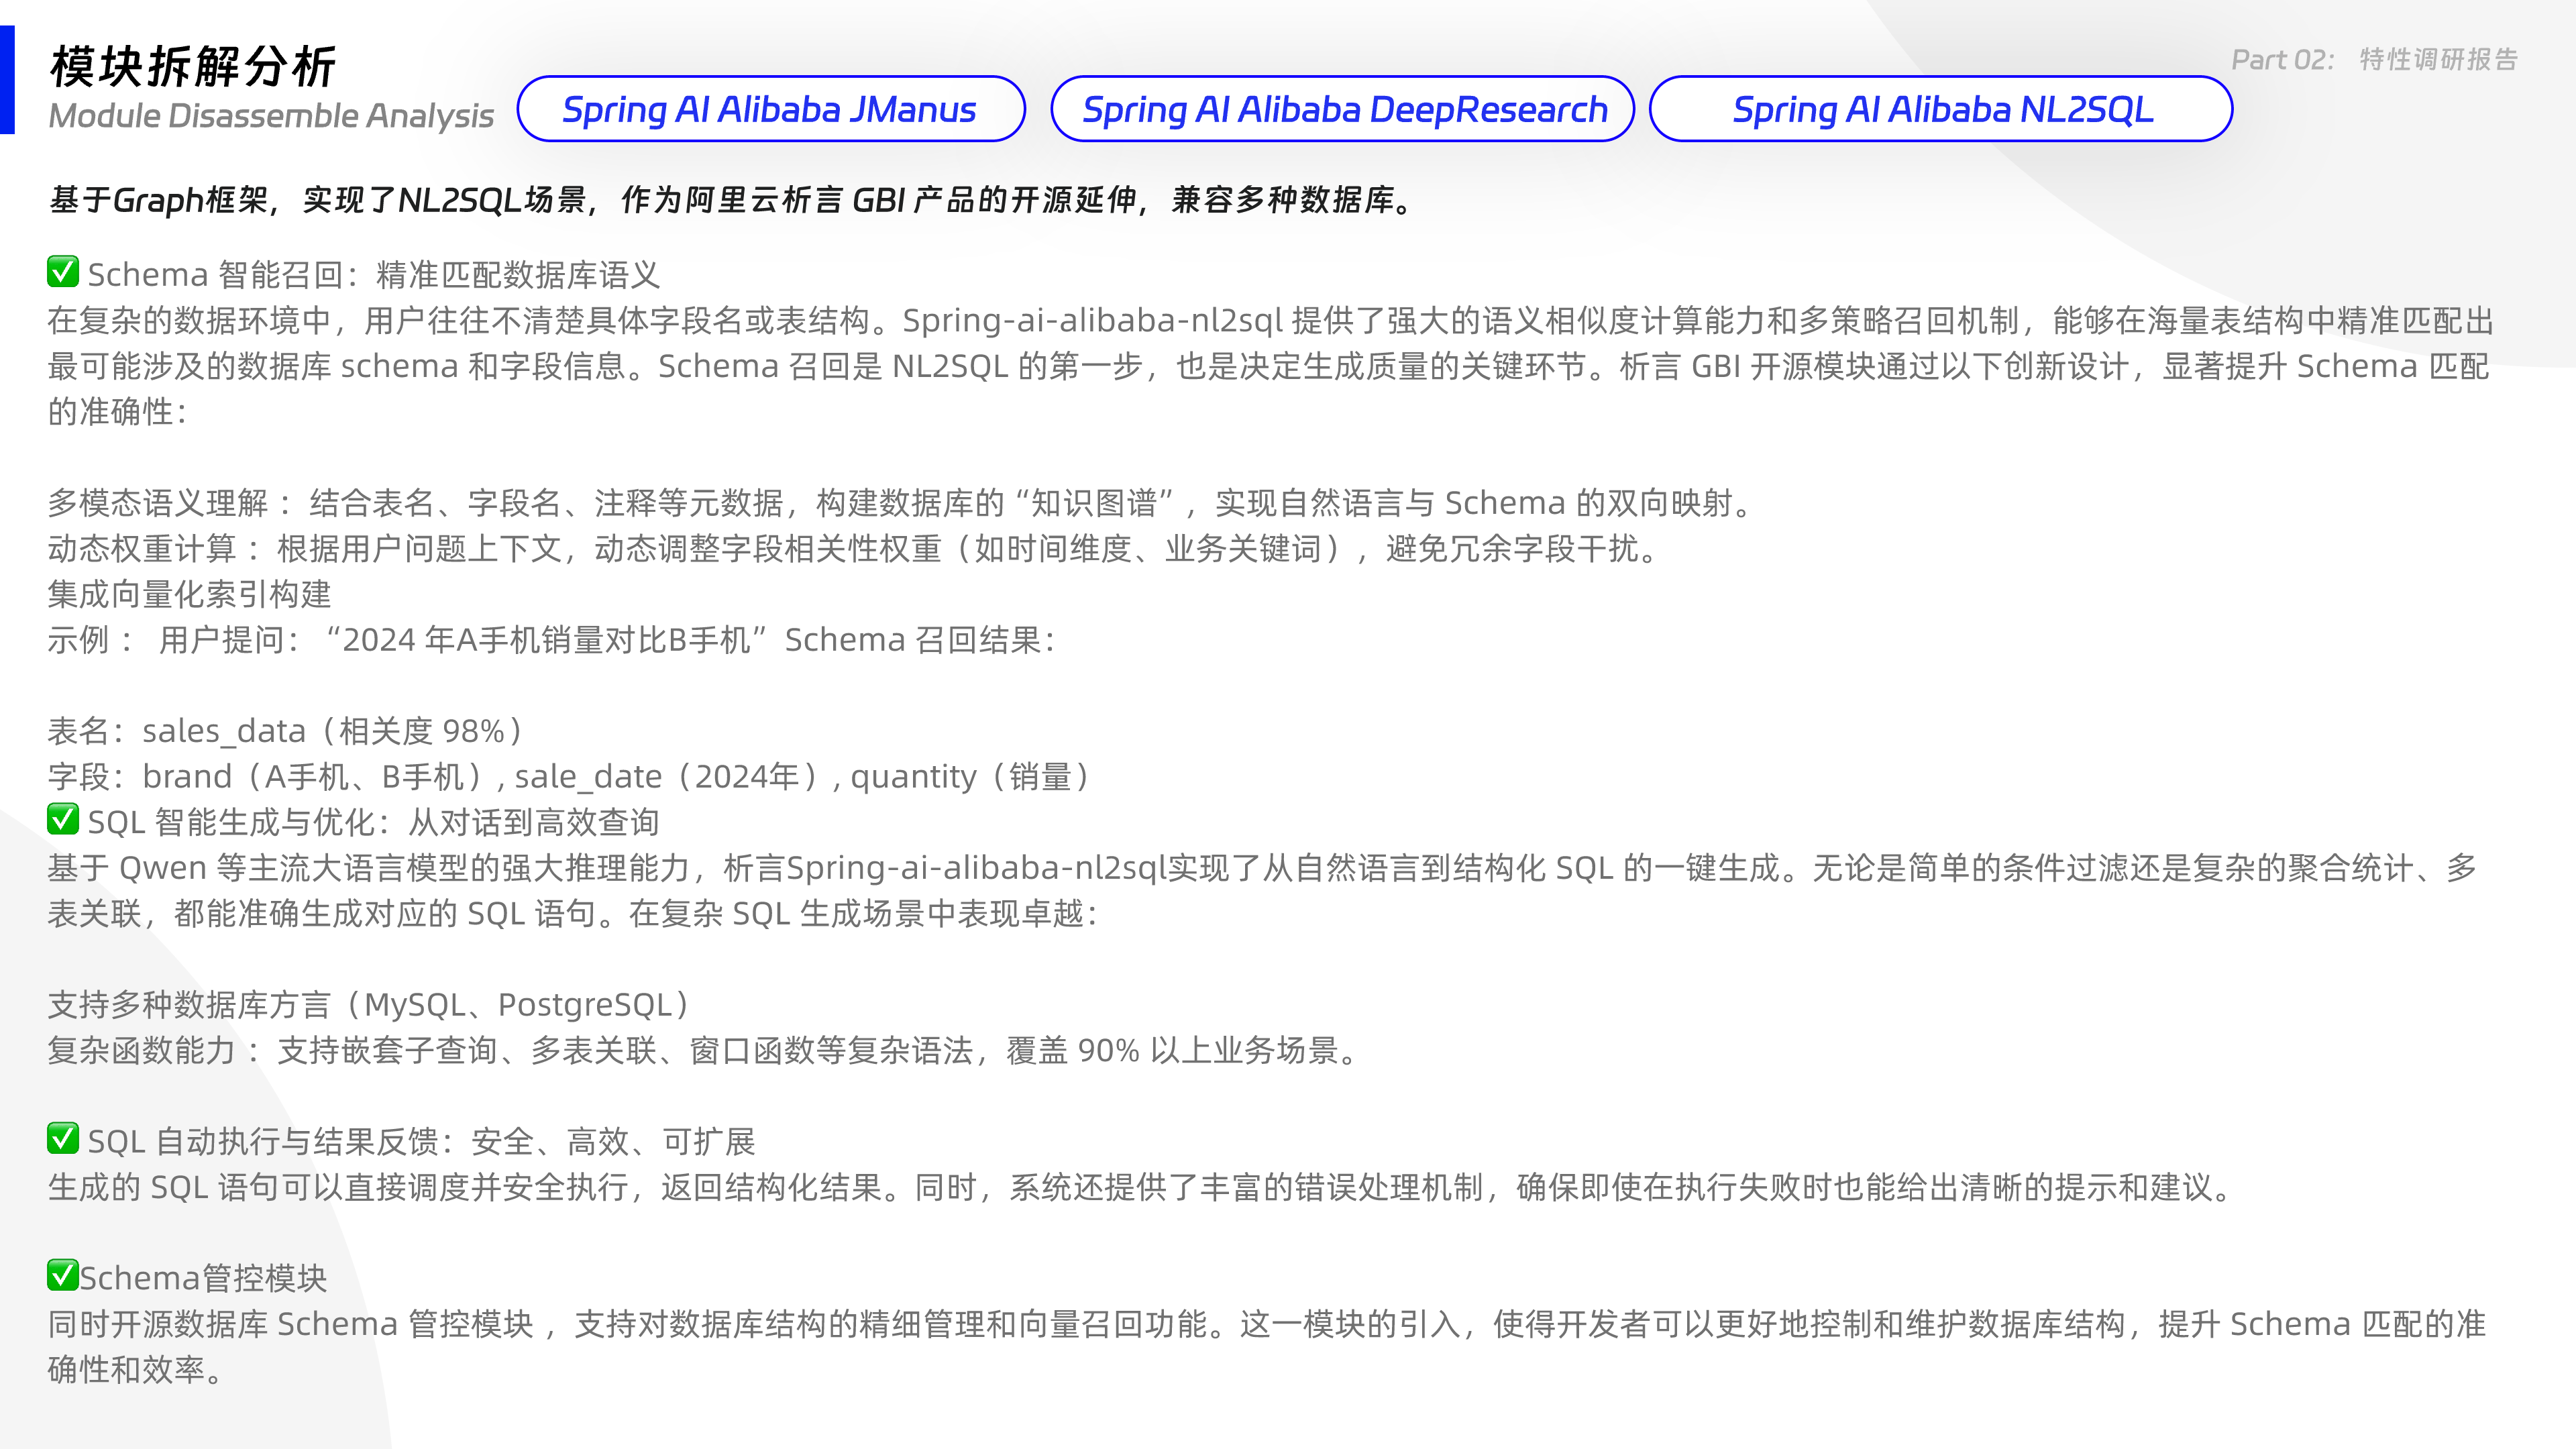 模块拆解分析
Module Disassemble Analysis
Spring AI Alibaba JManus
Spring AI Alibaba DeepResearch
Spring AI Alibaba NL2SQL
Part 02： 特性调研报告
基于Graph框架，实现了NL2SQL场景，作为阿里云析言 GBI 产品的开源延伸，兼容多种数据库。
✅ Schema 智能召回：精准匹配数据库语义
在复杂的数据环境中，用户往往不清楚具体字段名或表结构。Spring-ai-alibaba-nl2sql 提供了强大的语义相似度计算能力和多策略召回机制，能够在海量表结构中精准匹配出
最可能涉及的数据库 schema 和字段信息。Schema 召回是 NL2SQL 的第一步，也是决定生成质量的关键环节。析言 GBI 开源模块通过以下创新设计，显著提升 Schema 匹配
的准确性：
多模态语义理解 ：结合表名、字段名、注释等元数据，构建数据库的“知识图谱”，实现自然语言与 Schema 的双向映射。
动态权重计算 ：根据用户问题上下文，动态调整字段相关性权重（如时间维度、业务关键词），避免冗余字段干扰。
集成向量化索引构建
示例 ： 用户提问：“2024 年A手机销量对比B手机” Schema 召回结果：
表名：sales_data（相关度 98%）
字段：brand（A手机、B手机）, sale_date（2024年）, quantity（销量）
✅ SQL 智能生成与优化：从对话到高效查询
基于 Qwen 等主流大语言模型的强大推理能力，析言Spring-ai-alibaba-nl2sql实现了从自然语言到结构化 SQL 的一键生成。无论是简单的条件过滤还是复杂的聚合统计、多
表关联，都能准确生成对应的 SQL 语句。在复杂 SQL 生成场景中表现卓越：
支持多种数据库方言（MySQL、PostgreSQL）
复杂函数能力 ：支持嵌套子查询、多表关联、窗口函数等复杂语法，覆盖 90% 以上业务场景。
✅ SQL 自动执行与结果反馈：安全、高效、可扩展
生成的 SQL 语句可以直接调度并安全执行，返回结构化结果。同时，系统还提供了丰富的错误处理机制，确保即使在执行失败时也能给出清晰的提示和建议。
✅Schema管控模块
同时开源数据库 Schema 管控模块 ，支持对数据库结构的精细管理和向量召回功能。这一模块的引入，使得开发者可以更好地控制和维护数据库结构，提升 Schema 匹配的准
确性和效率。